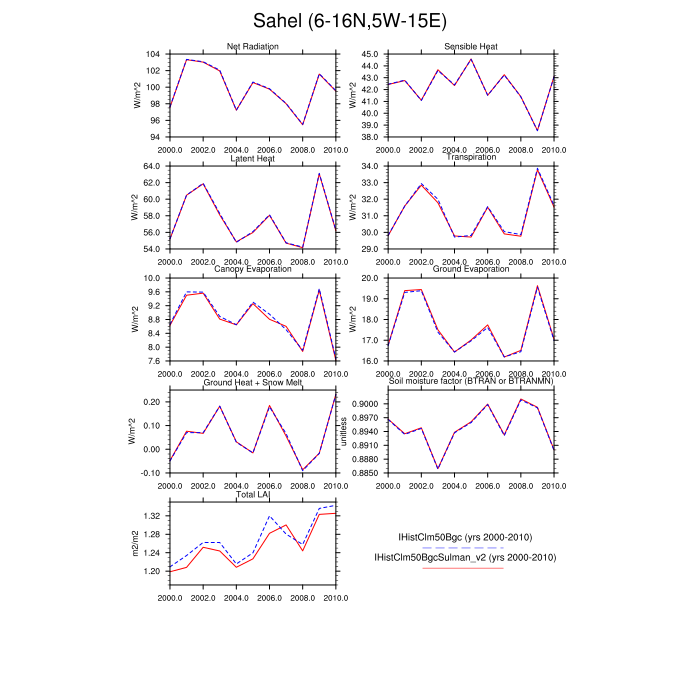 Sahel (6-16N,5W-15E)
Net Radiation
W/m^2
104
102
100
98
96
94
2000.0 2002.0 2004.0 2006.0 2008.0 2010.0
Sensible Heat
W/m^2
45.0
44.0
43.0
42.0
41.0
40.0
39.0
38.0
2000.0 2002.0 2004.0 2006.0 2008.0 2010.0
Latent Heat
W/m^2
64.0
62.0
60.0
58.0
56.0
54.0
2000.0 2002.0 2004.0 2006.0 2008.0 2010.0
Transpiration
W/m^2
34.0
33.0
32.0
31.0
30.0
29.0
2000.0 2002.0 2004.0 2006.0 2008.0 2010.0
Canopy Evaporation
W/m^2
10.0
9.6
9.2
8.8
8.4
8.0
7.6
2000.0 2002.0 2004.0 2006.0 2008.0 2010.0
Ground Evaporation
W/m^2
20.0
19.0
18.0
17.0
16.0
2000.0 2002.0 2004.0 2006.0 2008.0 2010.0
Ground Heat + Snow Melt
W/m^2
0.20
0.10
0.00
-0.10
2000.0 2002.0 2004.0 2006.0 2008.0 2010.0
Soil moisture factor (BTRAN or BTRANMN)
unitless
0.9000
0.8970
0.8940
0.8910
0.8880
0.8850
2000.0 2002.0 2004.0 2006.0 2008.0 2010.0
Total LAI
m2/m2
1.32
1.28
1.24
1.20
2000.0 2002.0 2004.0 2006.0 2008.0 2010.0
IHistClm50Bgc (yrs 2000-2010)
IHistClm50BgcSulman_v2 (yrs 2000-2010)